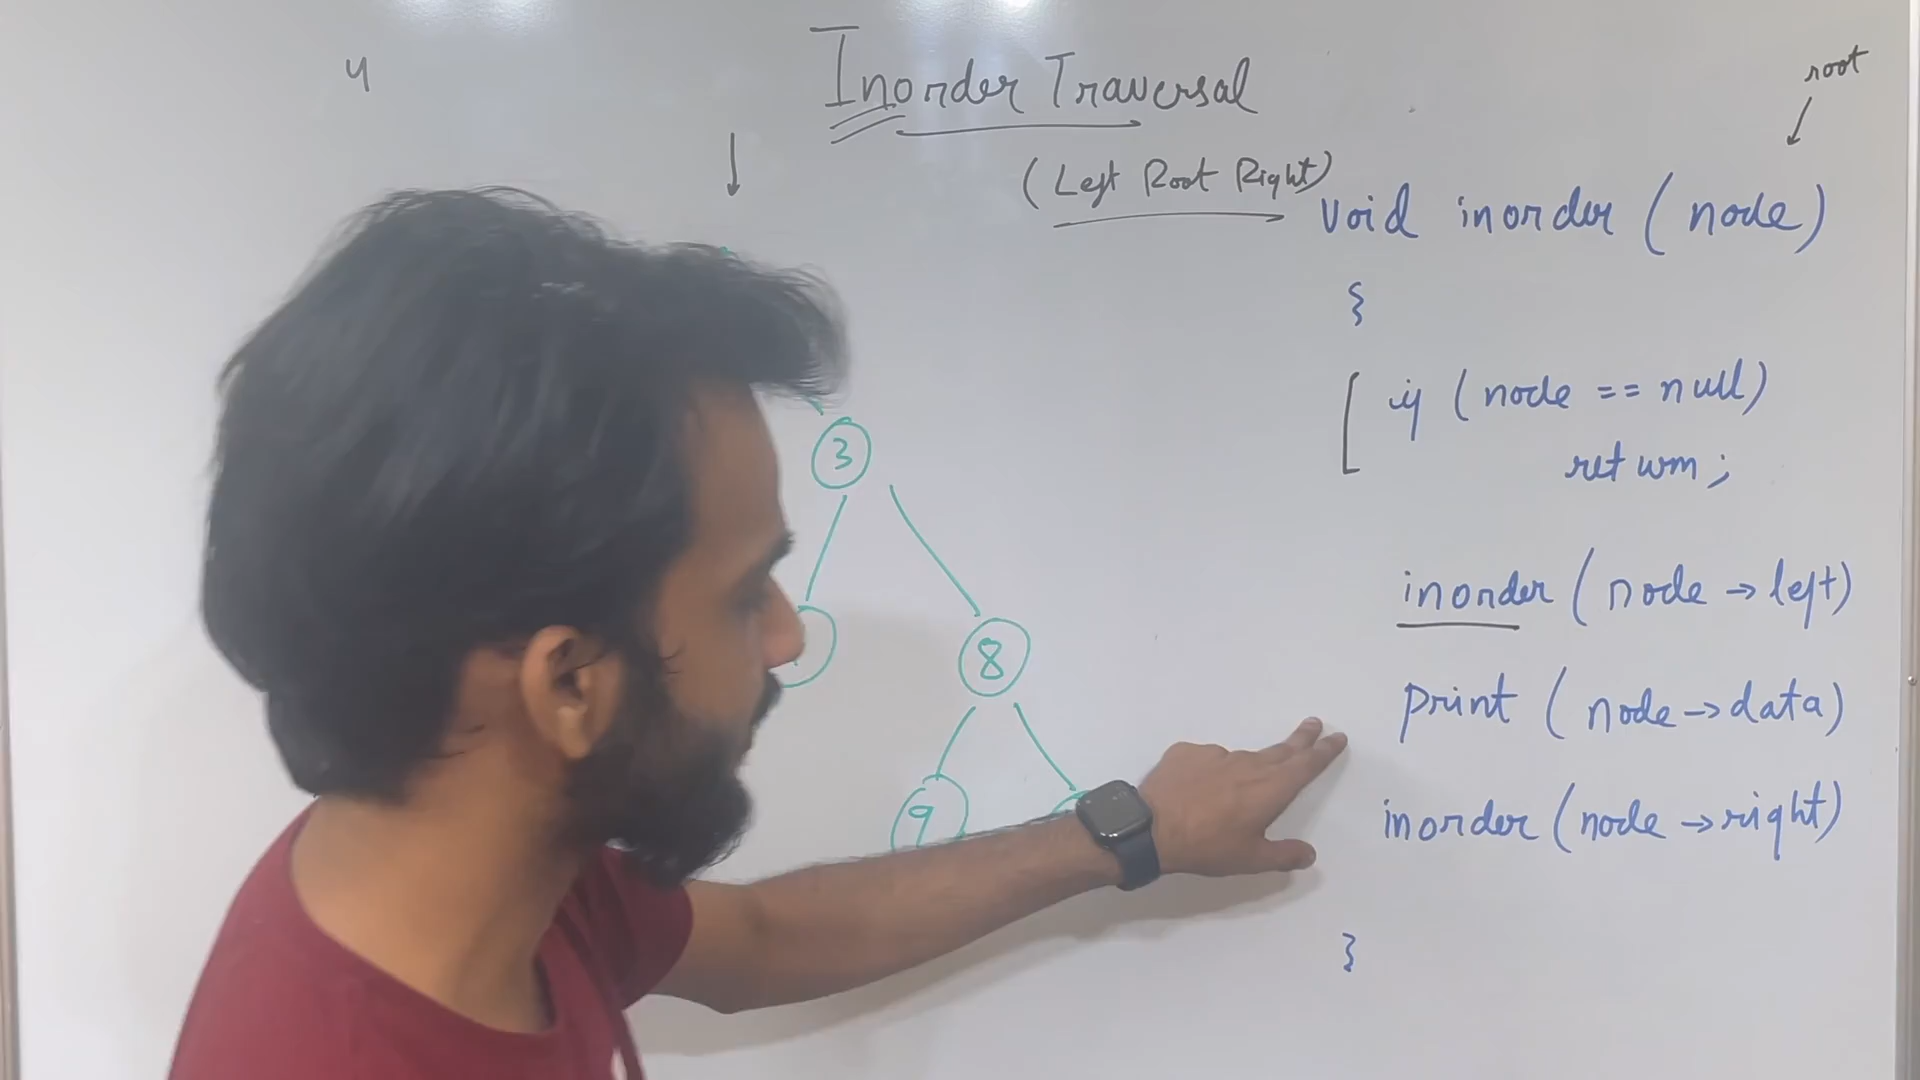 4
Inorder Traversal
(Left Root Right)
root
void inorder (node)
{
if (node == null)
return;
inorder (node → left)
print (node → data)
inorder (node → right)
}
3
8
9